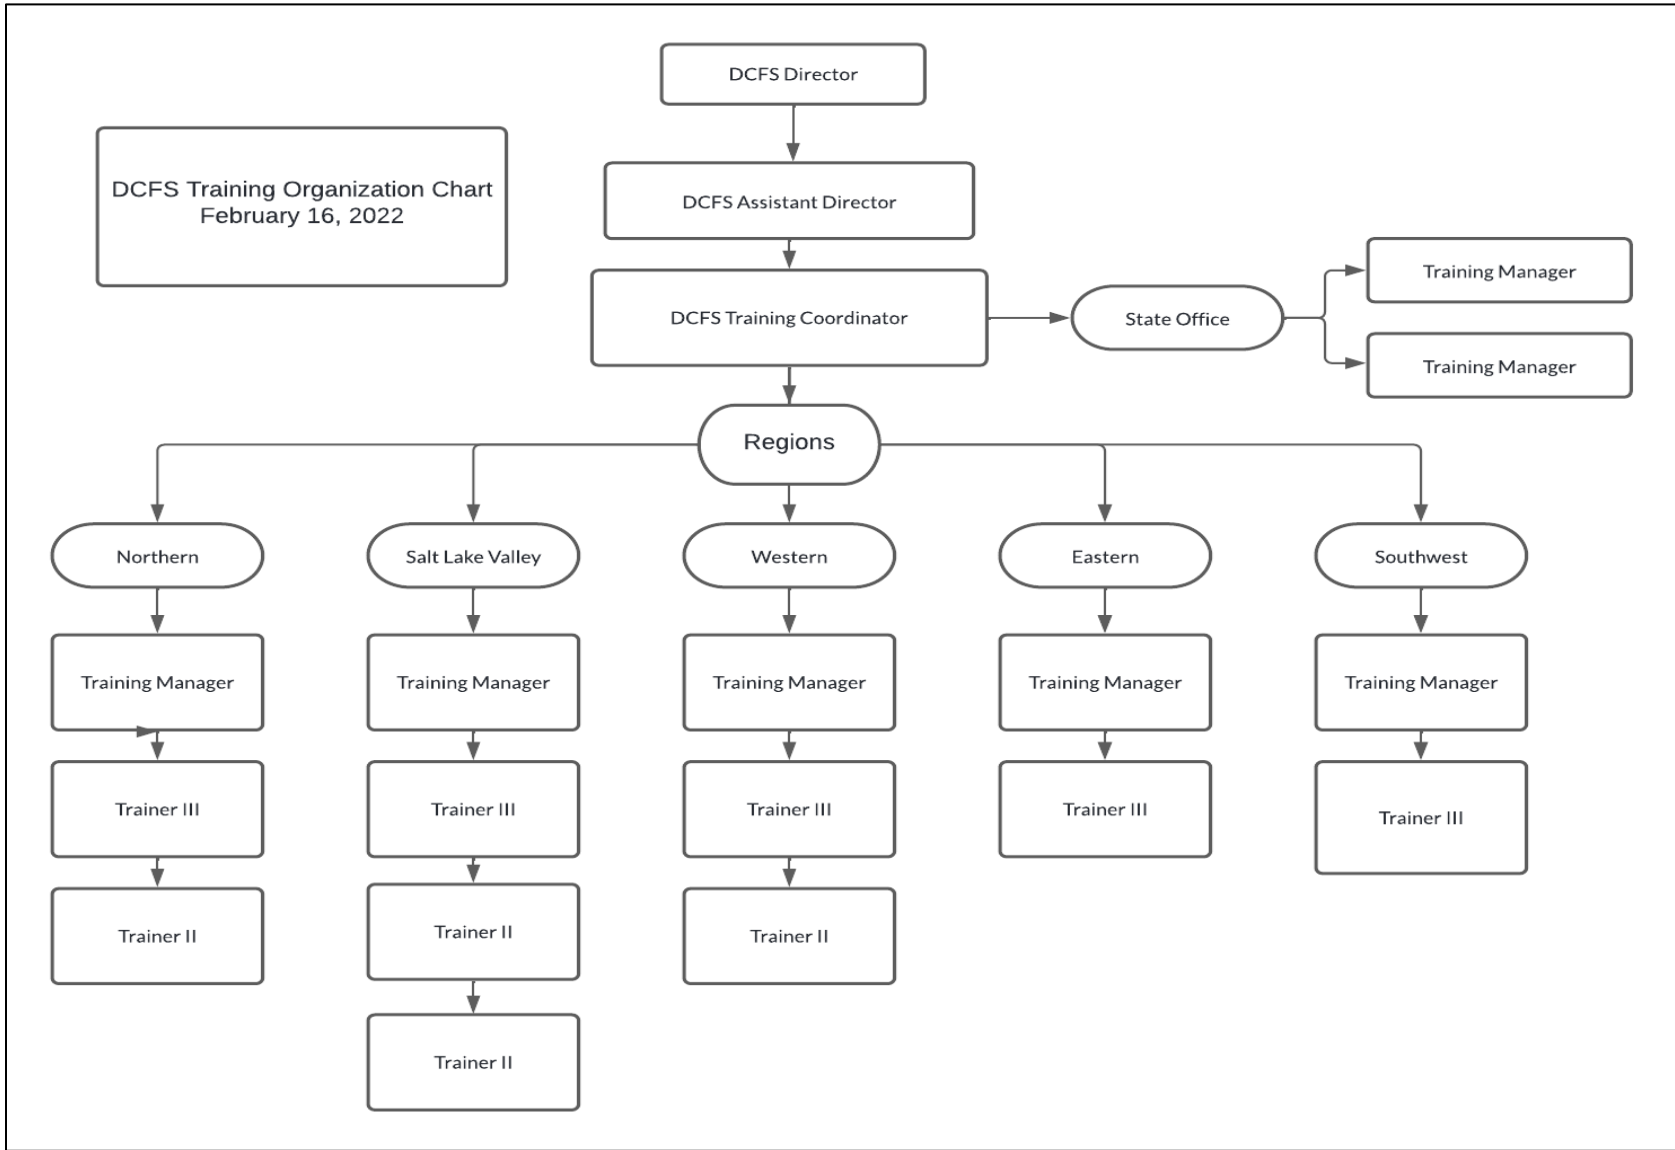 DCFS Director
DCFS Training Organization Chart
February 16, 2022
DCFS Assistant Director
DCFS Training Coordinator
State Office
Training Manager
Training Manager
Regions
Northern
Salt Lake Valley
Western
Eastern
Southwest
Training Manager
Training Manager
Training Manager
Training Manager
Training Manager
Trainer III
Trainer III
Trainer III
Trainer III
Trainer III
Trainer II
Trainer II
Trainer II
Trainer II